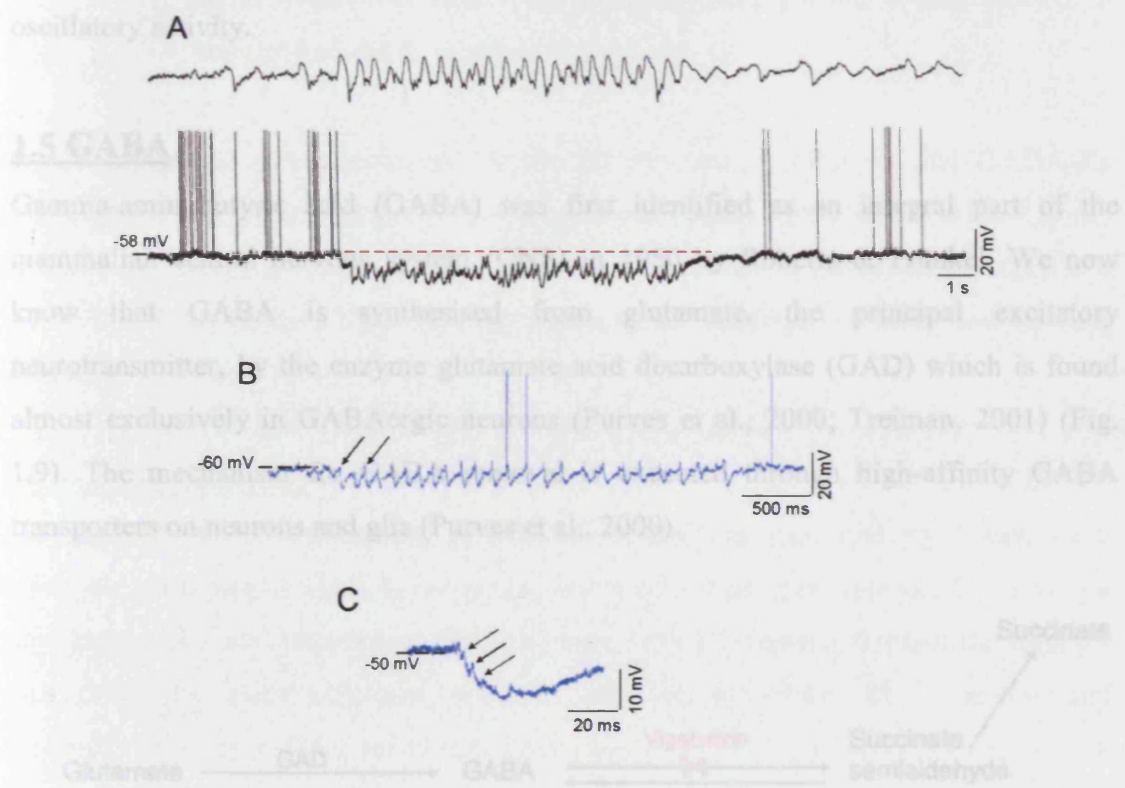 oscillatory activity.
A
1.5 GABA
Gamma-aminobutyric acid (GABA) was first identified as an integral part of the
-58 mV
mammalian central nervous system We now
20 mV
1 s
know that GABA is synthesised from glutamate, the principal excitatory
neurotransmitter, by the enzyme glutamate acid decarboxylase (GAD) which is found
B
almost exclusively in GABAergic neurons (Purves et al., 2000; Treiman, 2001) (Fig.
-60 mV
1.9). The mechanism through high-affinity GABA
20 mV
500 ms
transporters on neurons and glia (Purves et al., 2000).
C
Succinate
-50 mV
10 mV
20 ms
Vigabatrin
Succinate
Glutamate GAD GABA semialdehyde